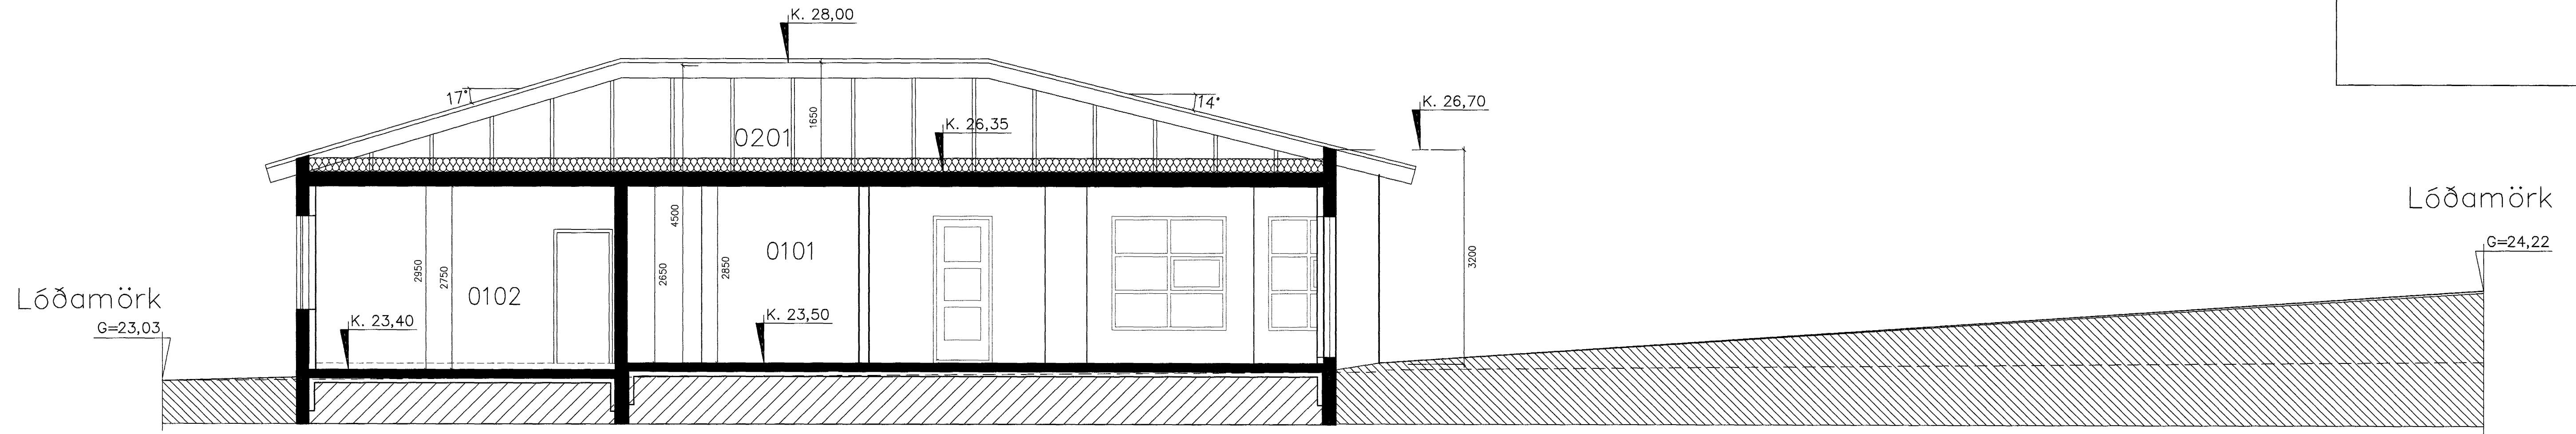 K. 28,00
17°
14°
K. 26,70
1650
0201
K. 26,35
Lóðamörk
4500
G=24,22
0101
2950
2750
2650
2850
3200
Lóðamörk
0102
G=23,03
K. 23,40
K. 23,50